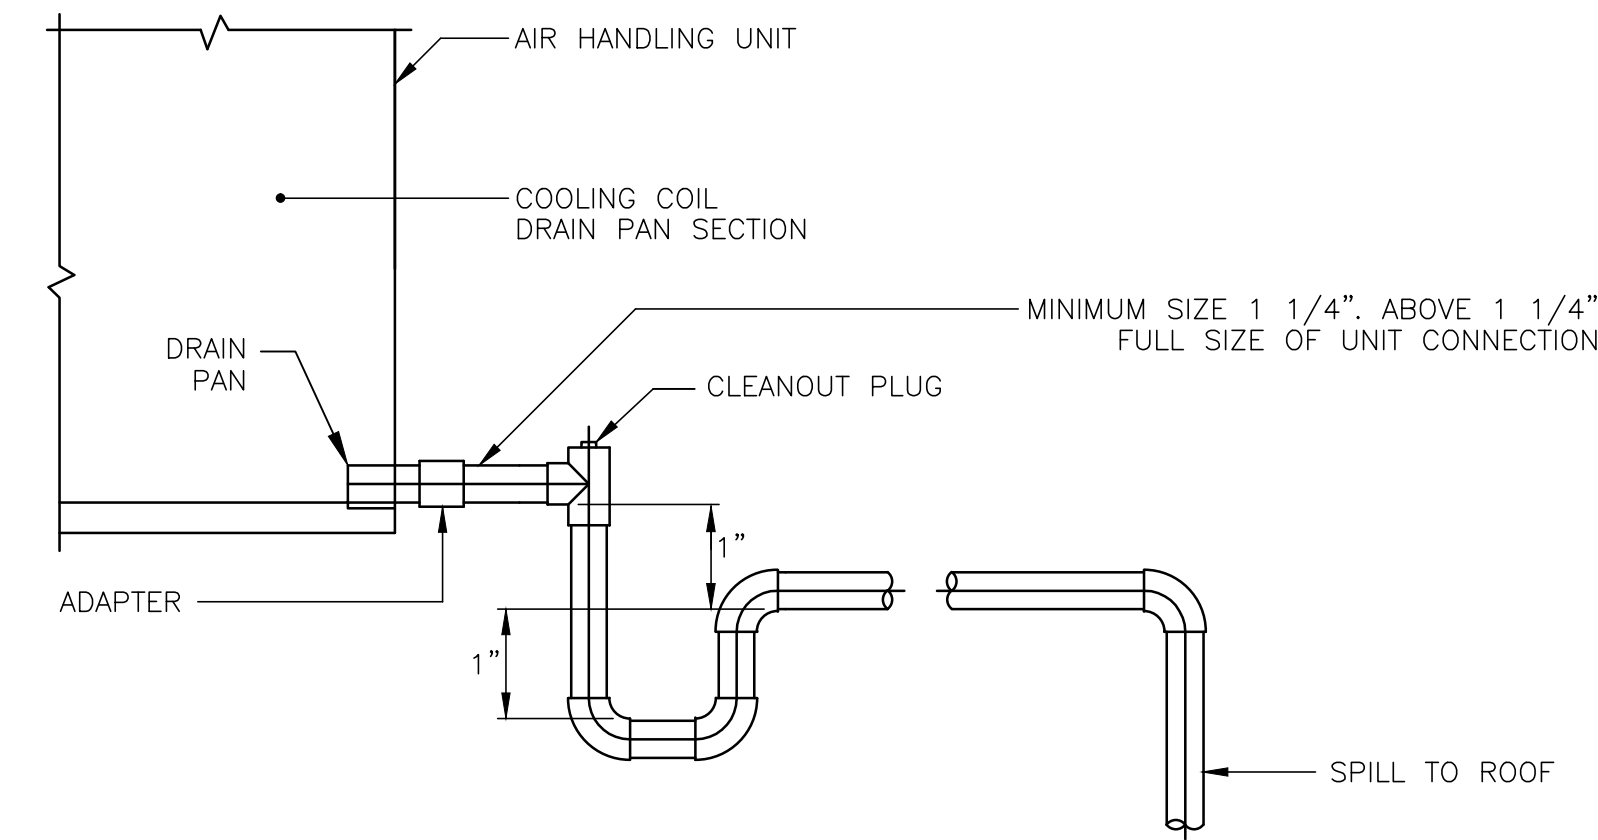 AIR HANDLING UNIT
COOLING COIL
DRAIN PAN SECTION
MINIMUM SIZE 1 1/4”. ABOVE 1 1/4”
FULL SIZE OF UNIT CONNECTION
DRAIN
PAN
CLEANOUT PLUG
1”
ADAPTER
1”
SPILL TO ROOF